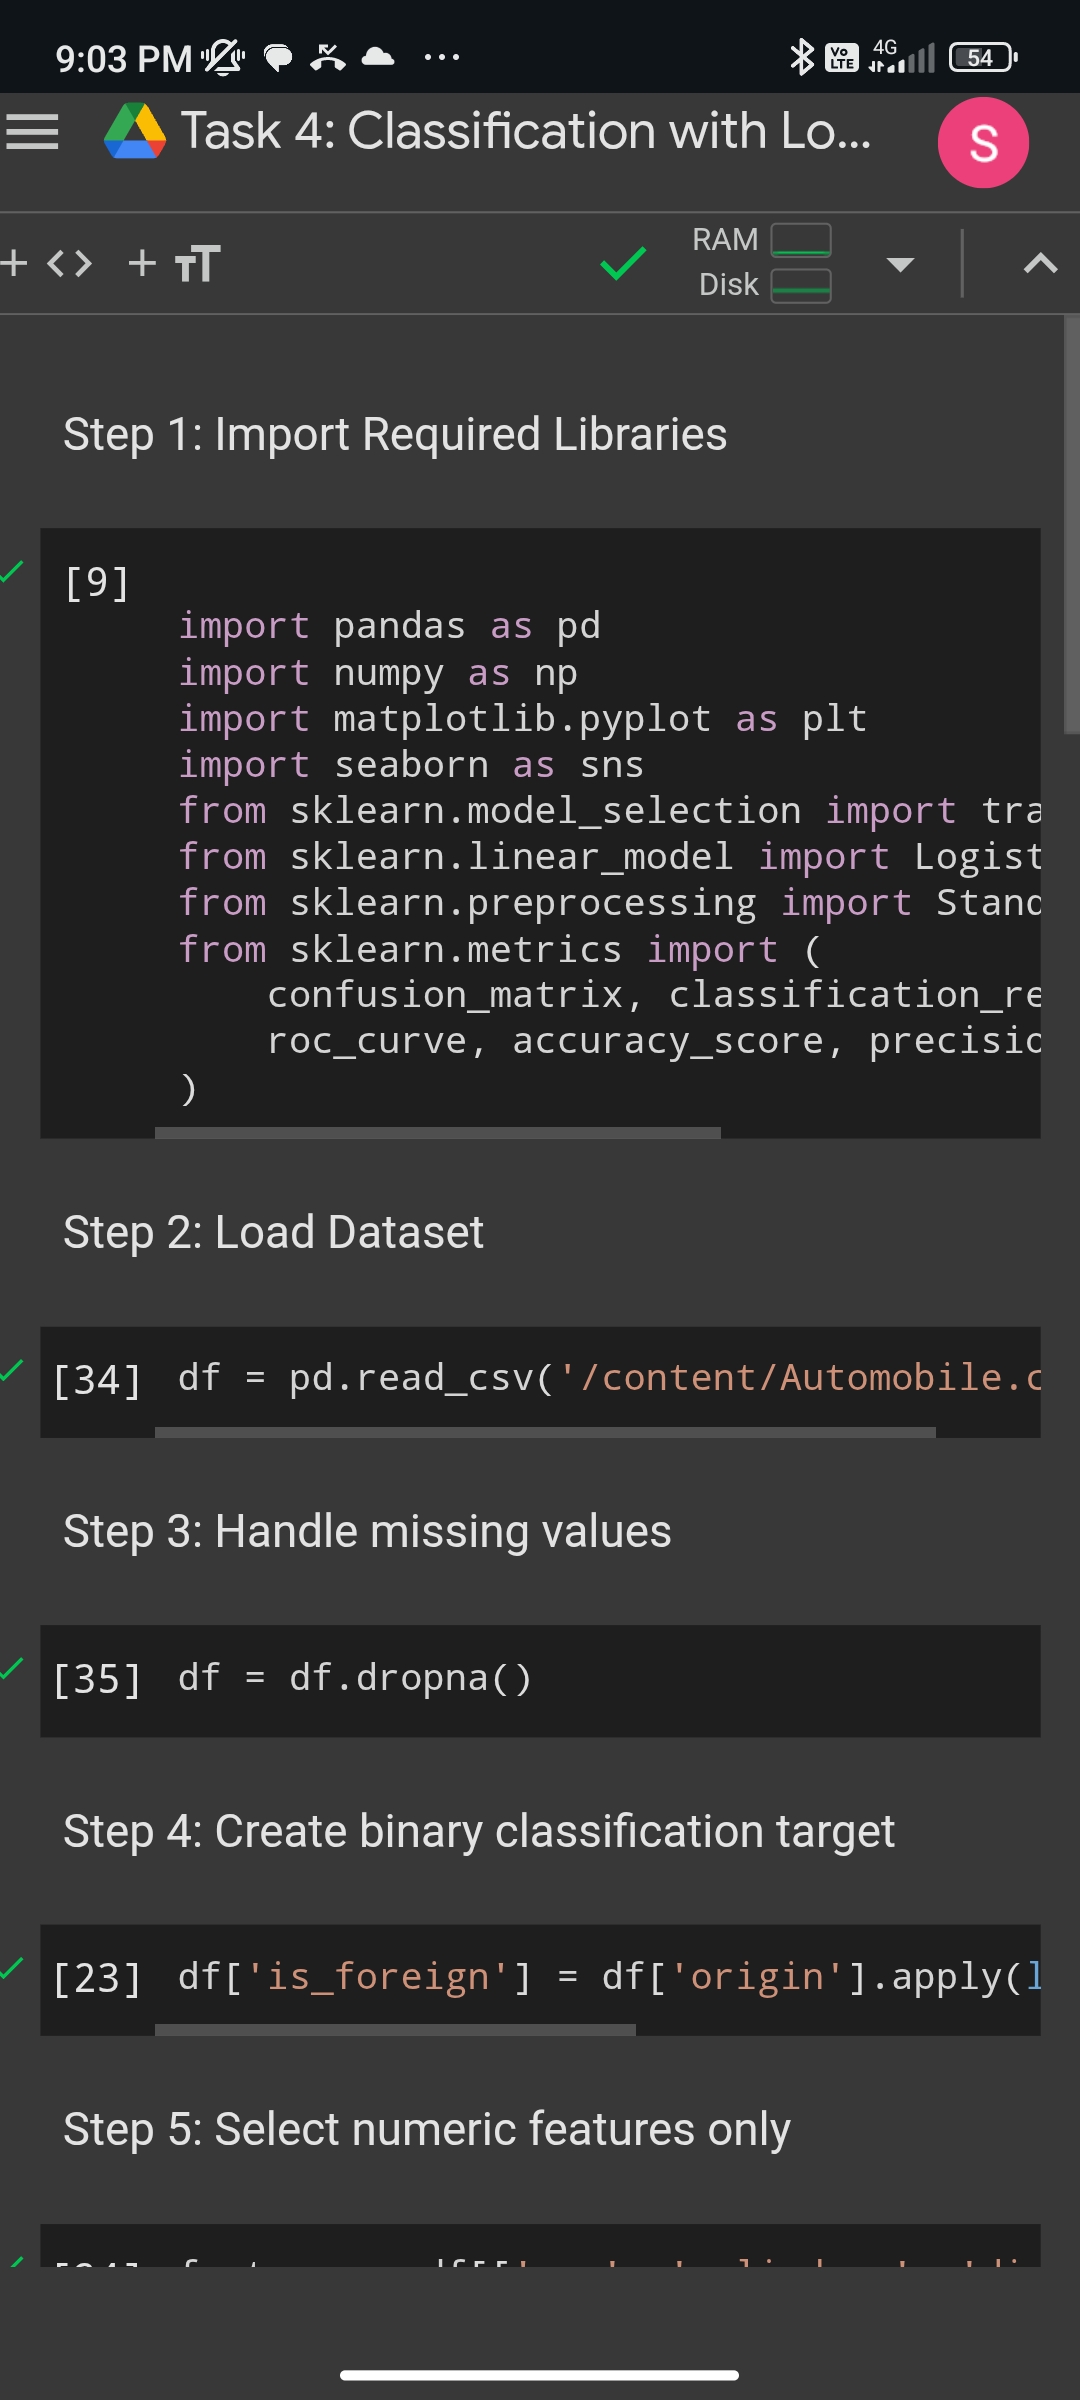 9:03 PM
Vo LTE 4G 54
Task 4: Classification with Lo...
S
RAM
Disk
Step 1: Import Required Libraries
[9]
import pandas as pd
import numpy as np
import matplotlib.pyplot as plt
import seaborn as sns
from sklearn.model_selection import tra
from sklearn.linear_model import Logist
from sklearn.preprocessing import Stand
from sklearn.metrics import (
confusion_matrix, classification_re
roc_curve, accuracy_score, precisio
)
Step 2: Load Dataset
[34] df = pd.read_csv('/content/Automobile.c
Step 3: Handle missing values
[35] df = df.dropna()
Step 4: Create binary classification target
[23] df['is_foreign'] = df['origin'].apply(l
Step 5: Select numeric features only